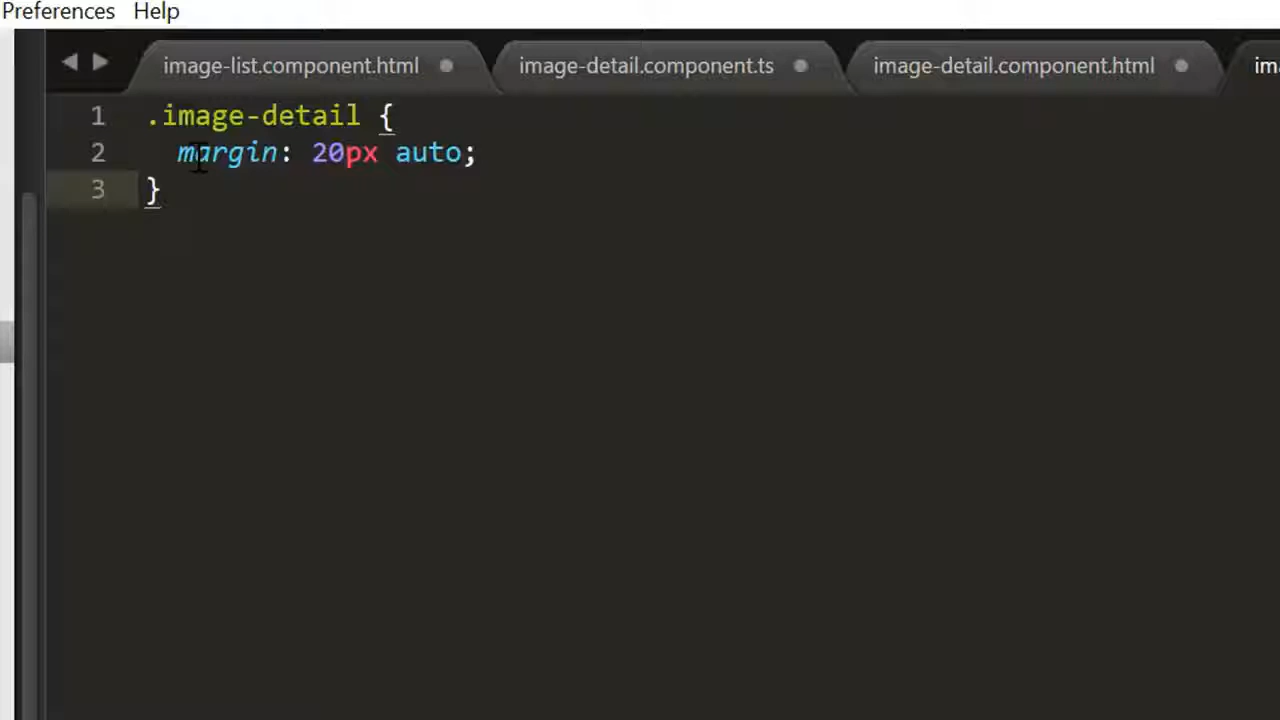 Preferences Help
image-list.component.html image-detail.component.ts image-detail.component.html
1 .image-detail {
2 margin: 20px auto;
3 }